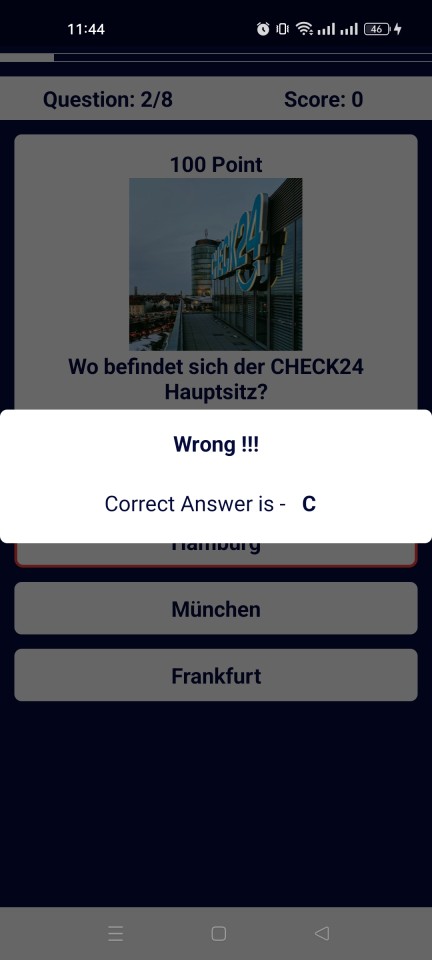 11:44
46
Question: 2/8
Score: 0
100 Point
CHECK24
Wo befindet sich der CHECK24
Hauptsitz?
Wrong !!!
Correct Answer is - C
Hamburg
München
Frankfurt